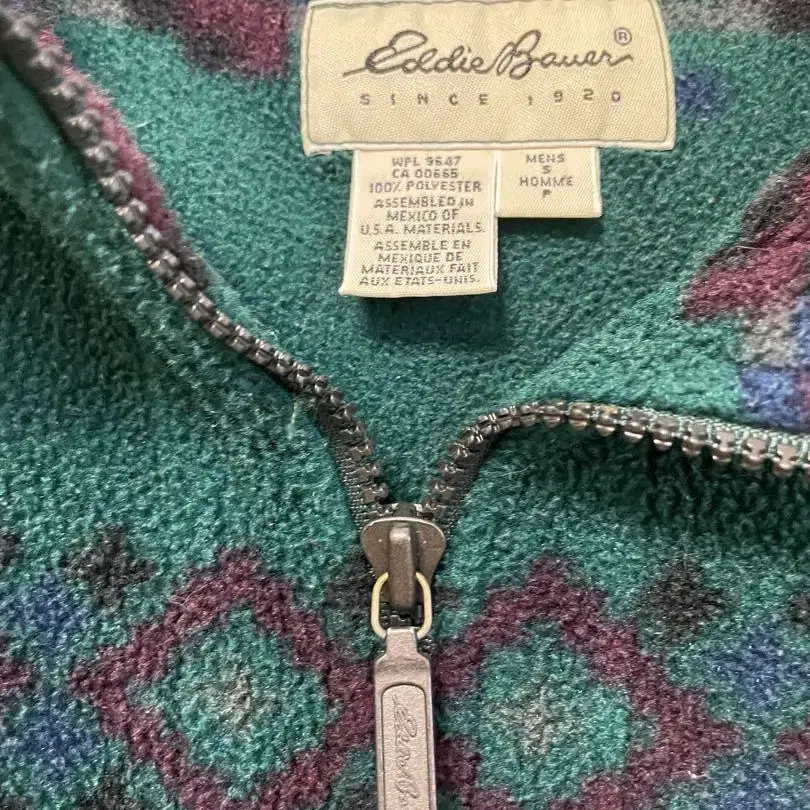 Eddie Bauer®
SINCE 1920
WPL 9647
CA 00665
100% POLYESTER
ASSEMBLED IN
MEXICO OF
U.S.A. MATERIALS.
ASSEMBLE EN
MEXIQUE DE
MATERIAUX FAIT
AUX ETATS-UNIS.
MENS
S
HOMME
P